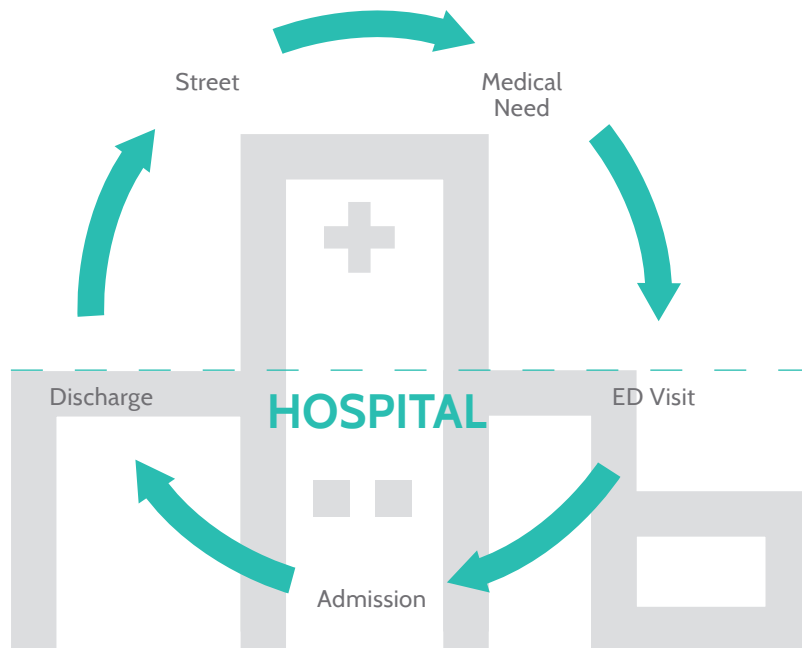 Street
Medical
Need
Discharge
HOSPITAL
ED Visit
Admission